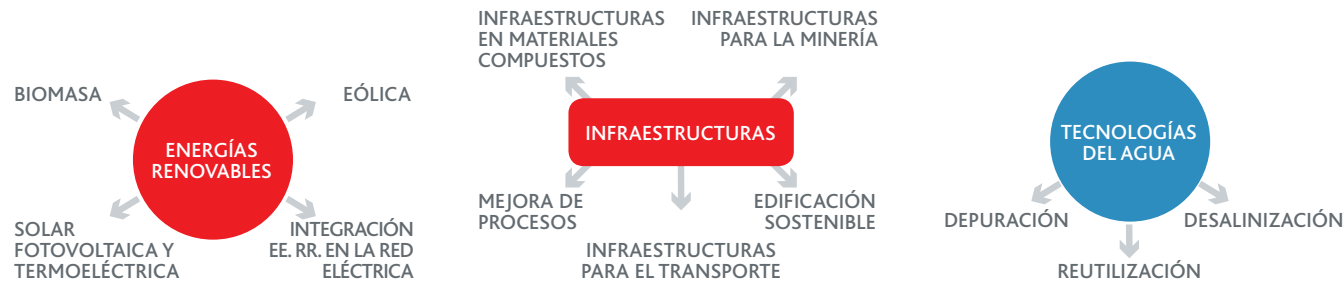 BIOMASA
EÓLICA
ENERGÍAS
RENOVABLES
SOLAR
FOTOVOLTAICA Y
TERMOELÉCTRICA
INTEGRACIÓN
EE. RR. EN LA RED
ELÉCTRICA
INFRAESTRUCTURAS
EN MATERIALES
COMPUESTOS
INFRAESTRUCTURAS
PARA LA MINERÍA
INFRAESTRUCTURAS
MEJORA DE
PROCESOS
EDIFICACIÓN
SOSTENIBLE
INFRAESTRUCTURAS
PARA EL TRANSPORTE
TECNOLOGÍAS
DEL AGUA
DEPURACIÓN
DESALINIZACIÓN
REUTILIZACIÓN